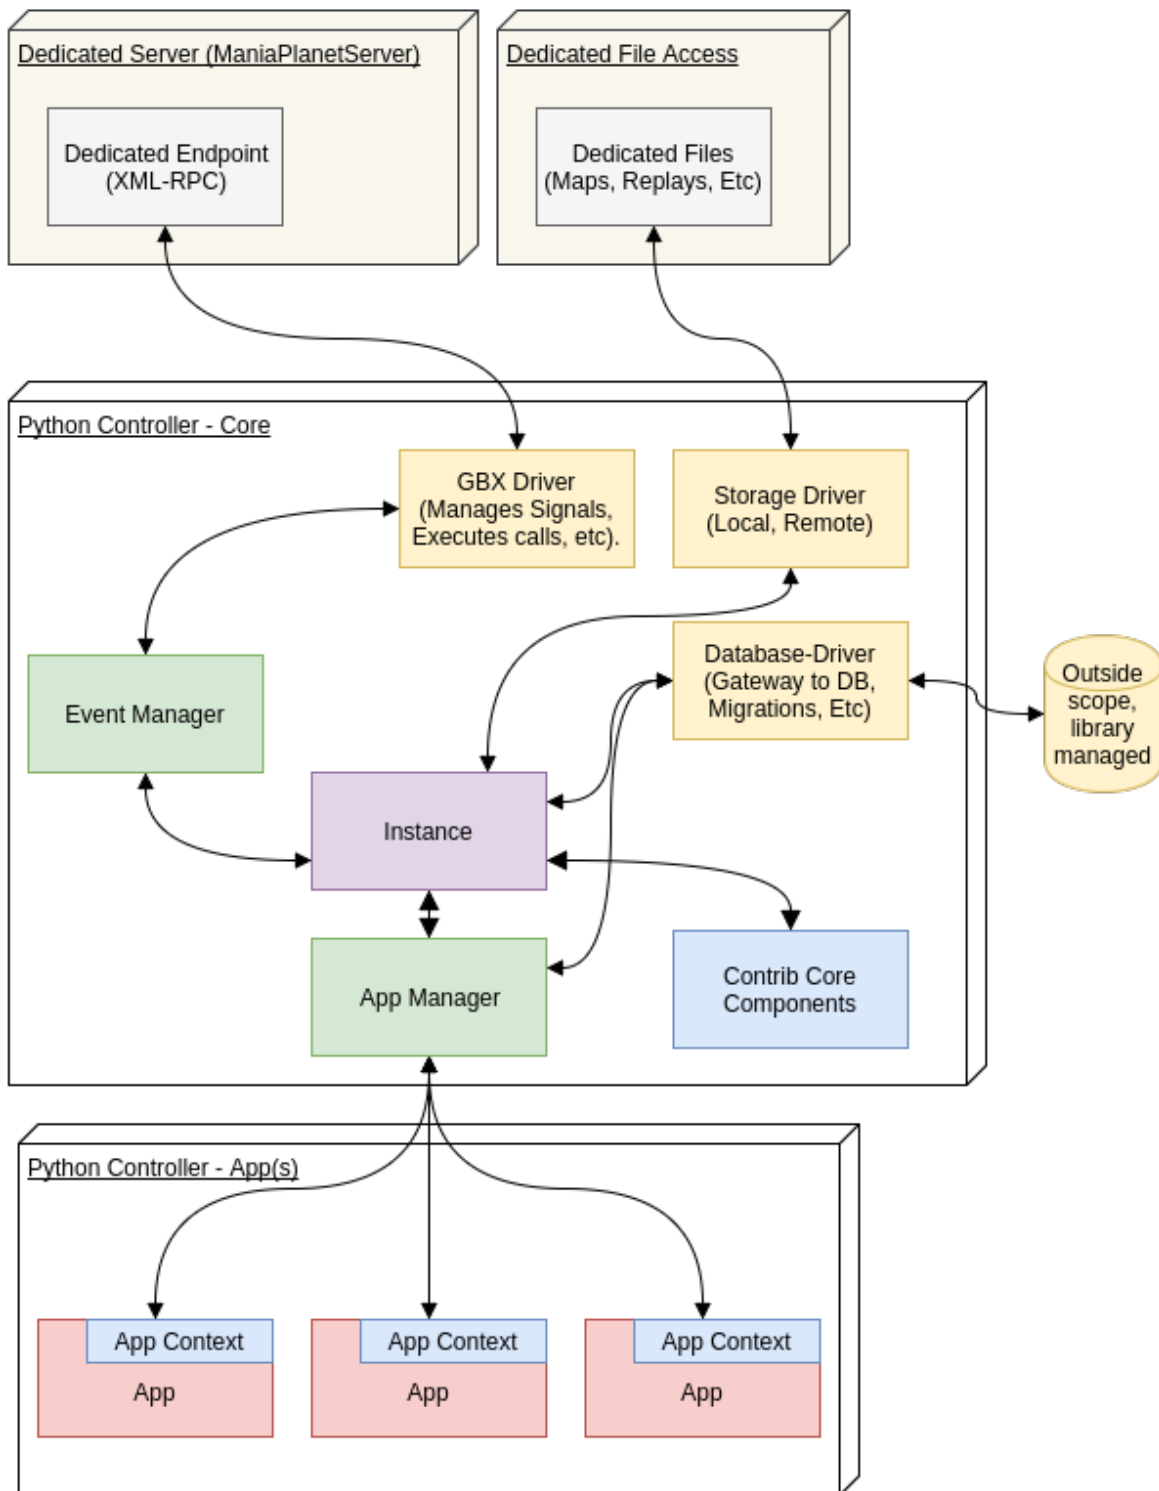 Dedicated Server (ManiaPlanetServer)
Dedicated File Access
Dedicated Endpoint
(XML-RPC)
Dedicated Files
(Maps, Replays, Etc)
Python Controller - Core
GBX Driver
(Manages Signals,
Executes calls, etc).
Storage Driver
(Local, Remote)
Event Manager
Database-Driver
(Gateway to DB,
Migrations, Etc)
Outside
scope,
library
managed
Instance
App Manager
Contrib Core
Components
Python Controller - App(s)
App Context
App
App Context
App
App Context
App